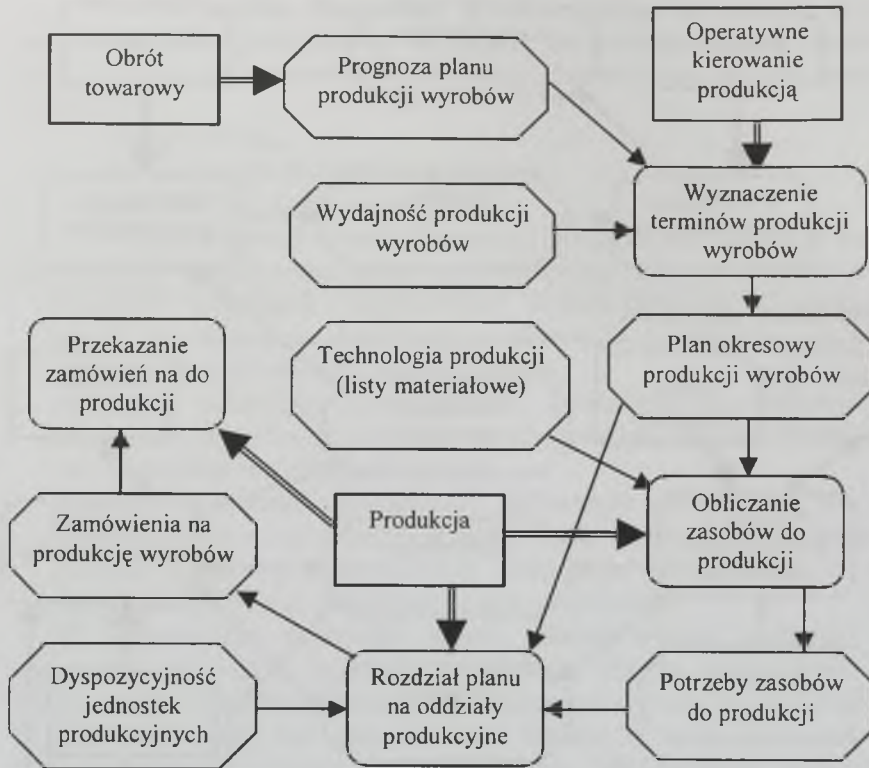 Obrót
towarowy
Prognoza planu
produkcji wyrobów
Operatywne
kierowanie
produkcją
Wydajność produkcji
wyrobów
Wyznaczenie
terminów produkcji
wyrobów
Przekazanie
zamówień na do
produkcji
Technologia produkcji
(listy materiałowe)
Plan okresowy
produkcji wyrobów
Zamówienia na
produkcję wyrobów
Produkcja
Obliczanie
zasobów do
produkcji
Dyspozycyjność
jednostek
produkcyjnych
Rozdział planu
na oddziały
produkcyjne
Potrzeby zasobów
do produkcji